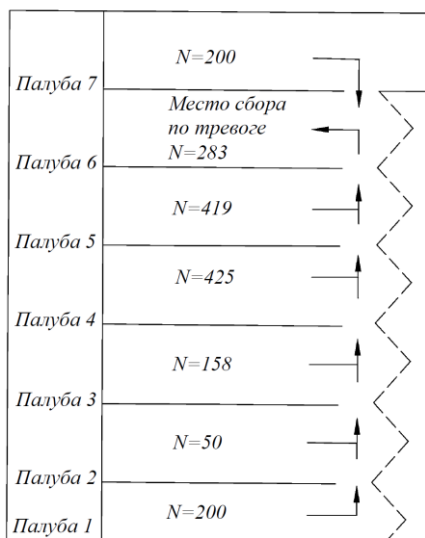 N=200
Палуба 7
Место сбора
по тревоге
N=283
Палуба 6
N=419
Палуба 5
N=425
Палуба 4
N=158
Палуба 3
N=50
Палуба 2
N=200
Палуба 1